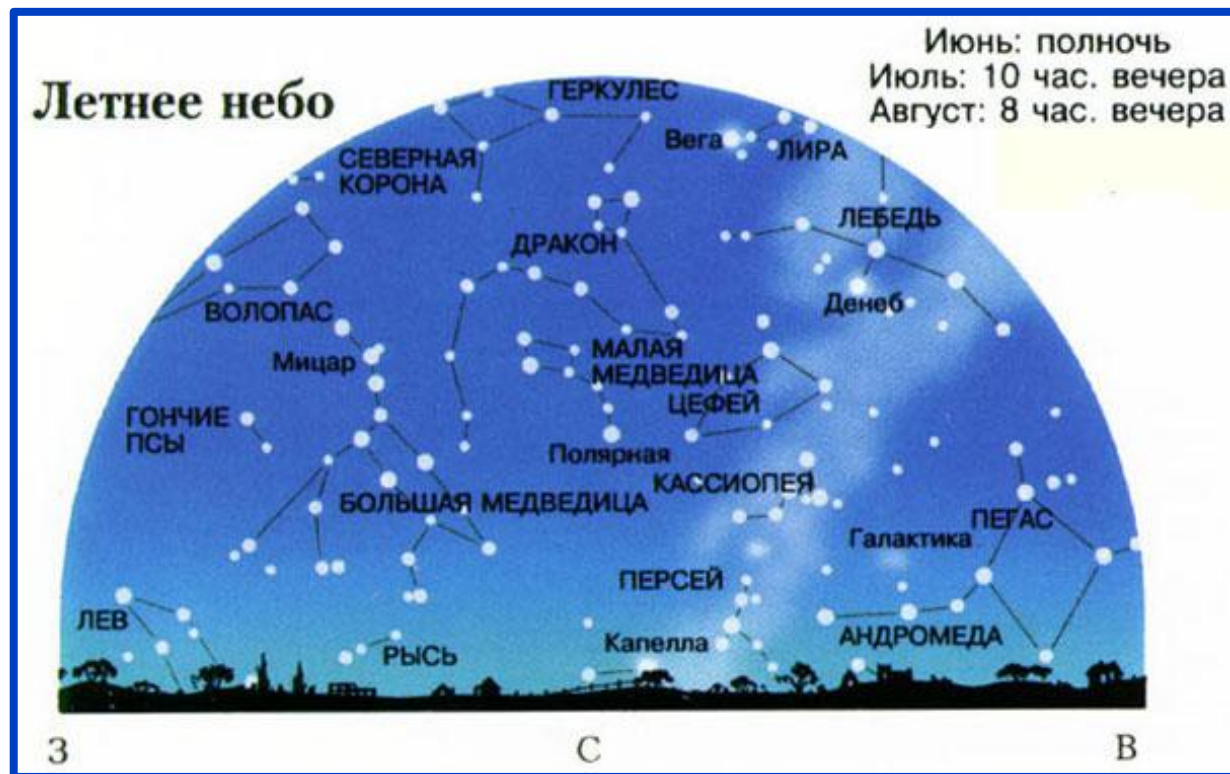 Летнее небо
Июнь: полночь
Июль: 10 час. вечера
Август: 8 час. вечера
ГЕРКУЛЕС
Вега
ЛИРА
СЕВЕРНАЯ
КОРОНА
ЛЕБЕДЬ
ДРАКОН
Денеб
ВОЛОПАС
Мицар
МАЛАЯ
МЕДВЕДИЦА
ЦЕФЕЙ
ГОНЧИЕ
ПСЫ
Полярная
КАССИОПЕЯ
БОЛЬШАЯ МЕДВЕДИЦА
ПЕГАС
Галактика
ПЕРСЕЙ
ЛЕВ
Капелла
АНДРОМЕДА
РЫСЬ
З
С
В